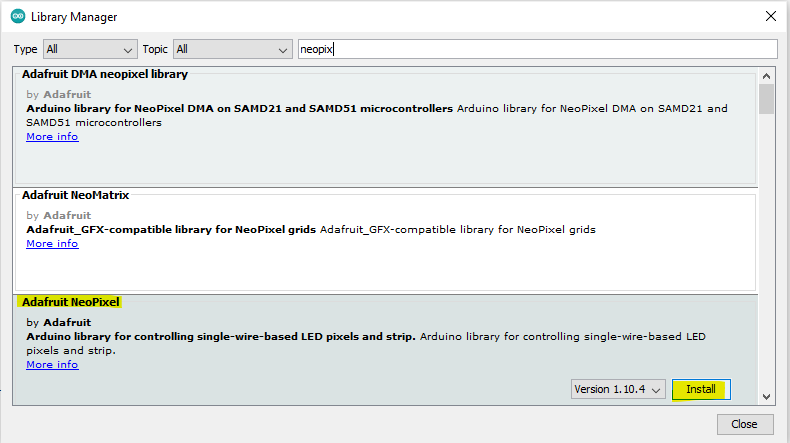 Library Manager
Type All Topic All neopix
Adafruit DMA neopixel library
by Adafruit
Arduino library for NeoPixel DMA on SAMD21 and SAMD51 microcontrollers Arduino library for NeoPixel DMA on SAMD21 and
SAMD51 microcontrollers
More info
Adafruit NeoMatrix
by Adafruit
Adafruit_GFX-compatible library for NeoPixel grids Adafruit_GFX-compatible library for NeoPixel grids
More info
Adafruit NeoPixel
by Adafruit
Arduino library for controlling single-wire-based LED pixels and strip. Arduino library for controlling single-wire-based LED
pixels and strip.
More info
Version 1.10.4 Install
Close